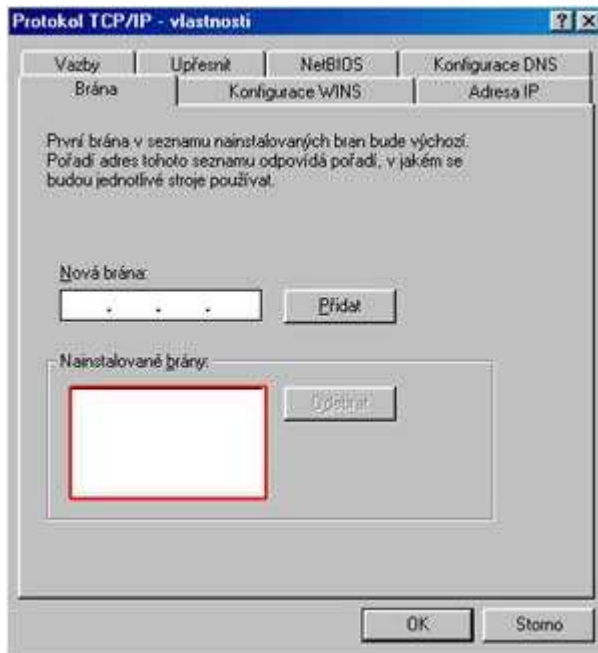 Protokol TCP/IP - vlastnosti
Vazby Upřesnit NetBIOS Konfigurace DNS
Brána Konfigurace WINS Adresa IP
První brána v seznamu nainstalovaných bran bude výchozí.
Pořadí adres tohoto seznamu odpovídá pořadí, v jakém se
budou jednotlivé stroje používat.
Nová brána:
. . . Přidat
Nainstalované brány:
Odebrat
OK Storno